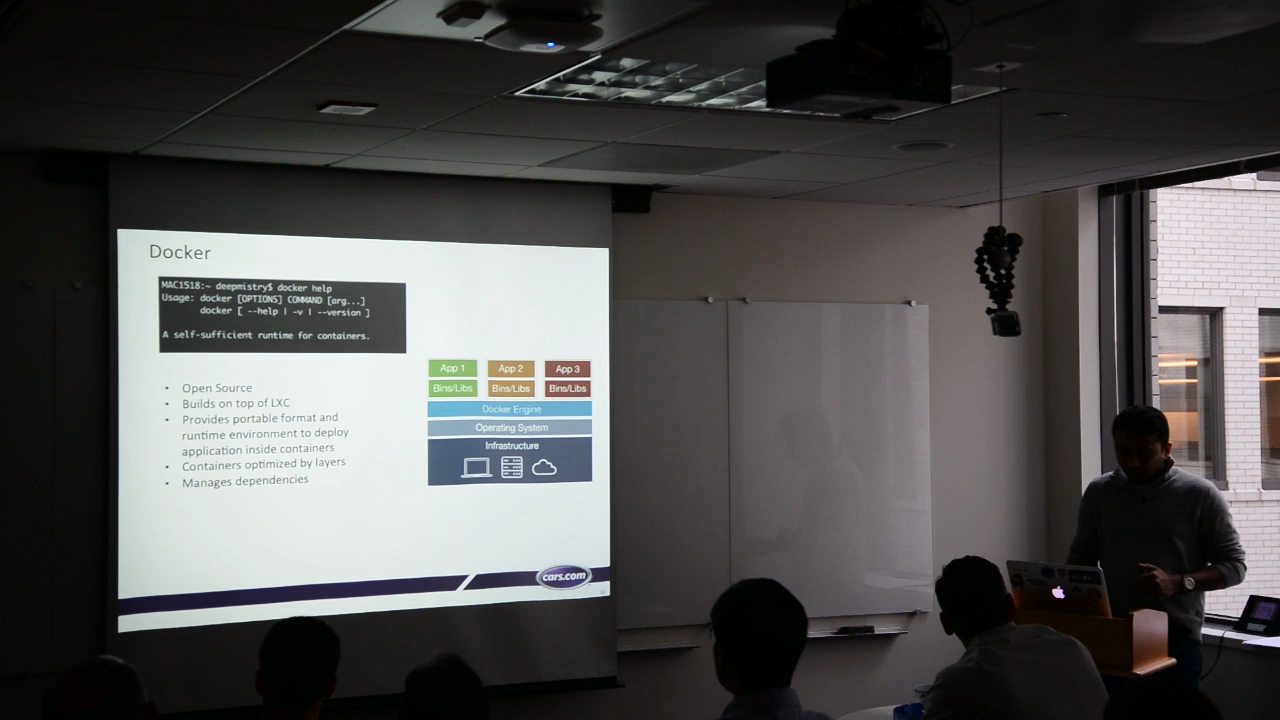 Docker
MAC1518:~ deepmistry$ docker help
Usage: docker [OPTIONS] COMMAND [arg...]
docker [ --help | -v | --version ]
A self-sufficient runtime for containers.
• Open Source
• Builds on top of LXC
• Provides portable format and
runtime environment to deploy
application inside containers
• Containers optimized by layers
• Manages dependencies
App 1 App 2 App 3
Bins/Libs Bins/Libs Bins/Libs
Docker Engine
Operating System
Infrastructure
cars.com